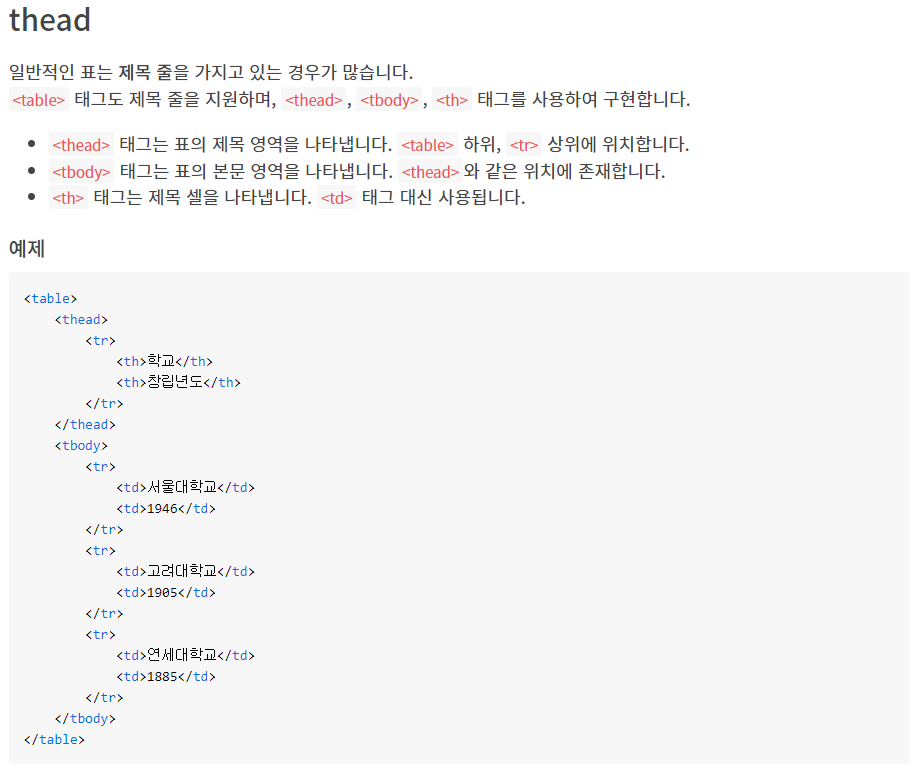 thead
일반적인 표는 제목 줄을 가지고 있는 경우가 많습니다.
<table> 태그도 제목 줄을 지원하며, <thead>, <tbody>, <th> 태그를 사용하여 구현합니다.
<thead> 태그는 표의 제목 영역을 나타냅니다. <table> 하위, <tr> 상위에 위치합니다.
<tbody> 태그는 표의 본문 영역을 나타냅니다. <thead>와 같은 위치에 존재합니다.
<th> 태그는 제목 셀을 나타냅니다. <td> 태그 대신 사용됩니다.
예제
<table>
    <thead>
        <tr>
            <th>학교</th>
            <th>창립년도</th>
        </tr>
    </thead>
    <tbody>
        <tr>
            <td>서울대학교</td>
            <td>1946</td>
        </tr>
        <tr>
            <td>고려대학교</td>
            <td>1905</td>
        </tr>
        <tr>
            <td>연세대학교</td>
            <td>1885</td>
        </tr>
    </tbody>
</table>